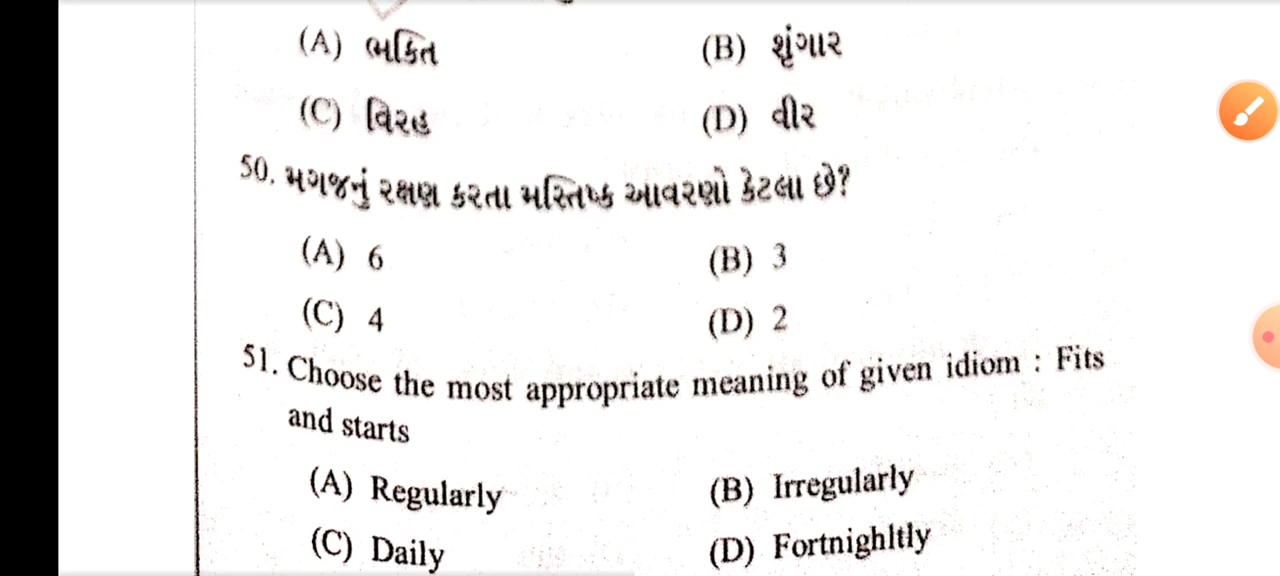 (A) ભક્તિ (B) શૃંગાર
(C) વિરહ (D) વીર
50. મગજનું રક્ષણ કરતા મસ્તિષ્ક આવરણો કેટલા છે?
(A) 6 (B) 3
(C) 4 (D) 2
51. Choose the most appropriate meaning of given idiom : Fits
and starts
(A) Regularly (B) Irregularly
(C) Daily (D) Fortnighltly